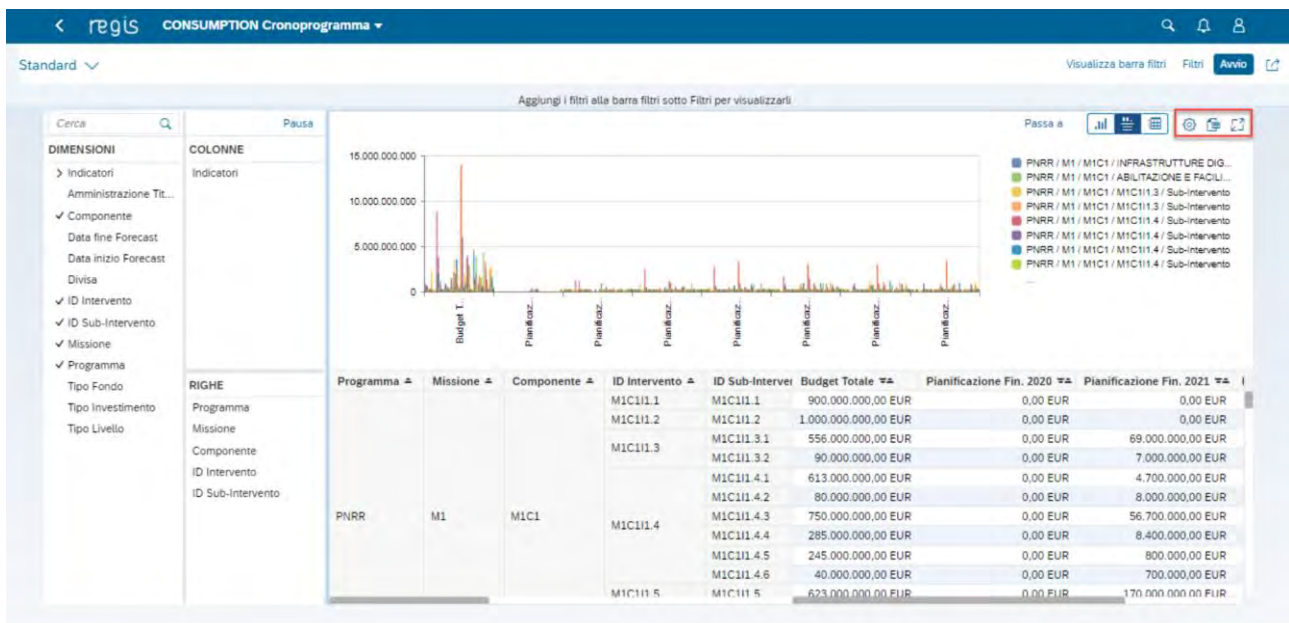 regis CONSUMPTION Cronoprogramma
Standard
Visualizza barra filtri Filtri Avvio
Aggiungi i filtri alla barra filtri sotto Filtri per visualizzarli
Cerca
Pausa
Passa a
DIMENSIONI
Indicatori
Amministrazione Tit...
Componente
Data fine Forecast
Data inizio Forecast
Divisa
ID Intervento
ID Sub-Intervento
Missione
Programma
Tipo Fondo
Tipo Investimento
Tipo Livello
COLONNE
Indicatori
RIGHE
Programma
Missione
Componente
ID Intervento
ID Sub-Intervento
15.000.000.000
10.000.000.000
5.000.000.000
0
Budget T...
Pianificaz...
Pianificaz...
Pianificaz...
Pianificaz...
Pianificaz...
Pianificaz...
Pianificaz...
PNRR / M1 / M1C1 / INFRASTRUTTURE DIG...
PNRR / M1 / M1C1 / ABILITAZIONE E FACILI...
PNRR / M1 / M1C1 / M1C1I1.3 / Sub-Intervento
PNRR / M1 / M1C1 / M1C1I1.3 / Sub-Intervento
PNRR / M1 / M1C1 / M1C1I1.4 / Sub-Intervento
PNRR / M1 / M1C1 / M1C1I1.4 / Sub-Intervento
PNRR / M1 / M1C1 / M1C1I1.4 / Sub-Intervento
PNRR / M1 / M1C1 / M1C1I1.4 / Sub-Intervento
...
Programma Missione Componente ID Intervento ID Sub-Interver Budget Totale Pianificazione Fin. 2020 Pianificazione Fin. 2021
M1C1I1.1 M1C1I1.1 900.000.000,00 EUR 0,00 EUR 0,00 EUR
M1C1I1.2 M1C1I1.2 1.000.000.000,00 EUR 0,00 EUR 0,00 EUR
M1C1I1.3 M1C1I1.3.1 556.000.000,00 EUR 0,00 EUR 69.000.000,00 EUR
M1C1I1.3.2 90.000.000,00 EUR 0,00 EUR 7.000.000,00 EUR
M1C1I1.4.1 613.000.000,00 EUR 0,00 EUR 4.700.000,00 EUR
M1C1I1.4.2 80.000.000,00 EUR 0,00 EUR 8.000.000,00 EUR
PNRR M1 M1C1 M1C1I1.4 M1C1I1.4.3 750.000.000,00 EUR 0,00 EUR 56.700.000,00 EUR
M1C1I1.4.4 285.000.000,00 EUR 0,00 EUR 8.400.000,00 EUR
M1C1I1.4.5 245.000.000,00 EUR 0,00 EUR 800.000,00 EUR
M1C1I1.4.6 40.000.000,00 EUR 0,00 EUR 700.000,00 EUR
M1C1I1.5 M1C1I1.5 623.000.000,00 EUR 0,00 EUR 170.000.000,00 EUR